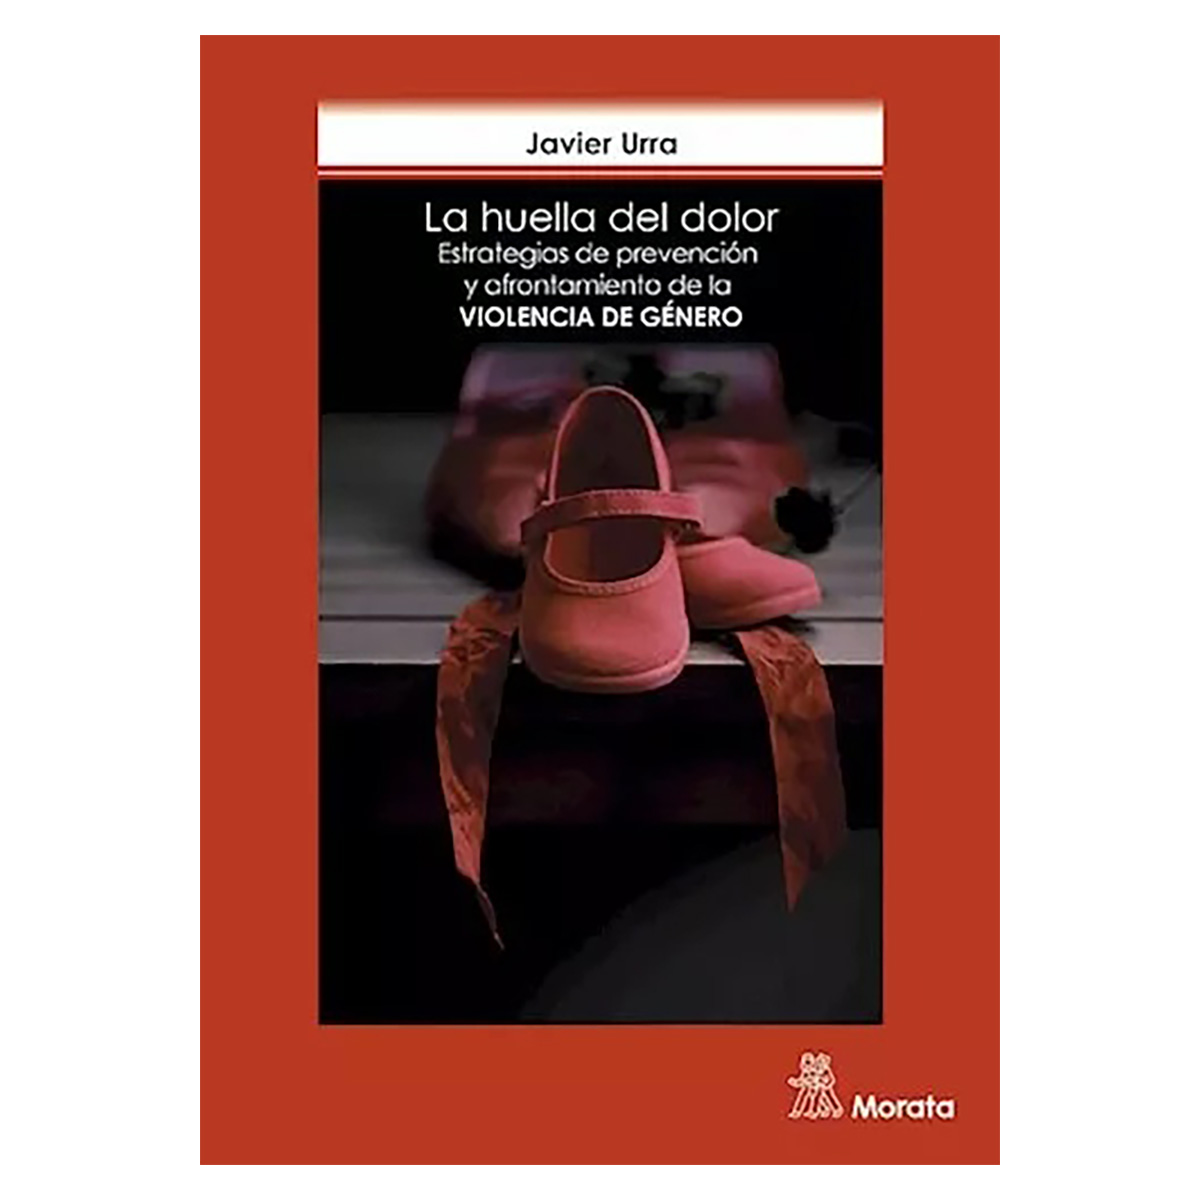 Javier Urra
La huella del dolor
Estrategias de prevención
y afrontamiento de la
VIOLENCIA DE GÉNERO
Morata